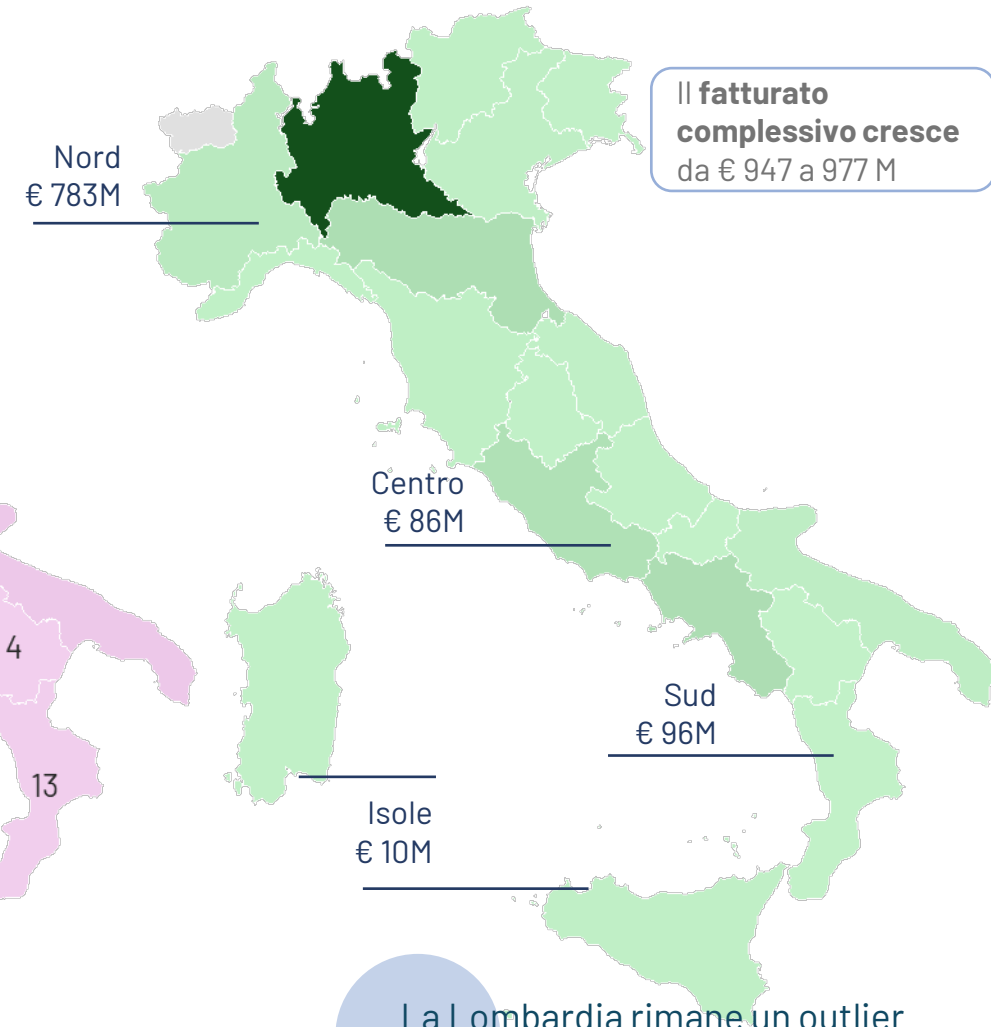 Il fatturato
complessivo cresce
da € 947 a 977 M
Nord
€ 783M
Centro
€ 86M
4
Sud
€ 96M
13
Isole
€ 10M
La Lombardia rimane un outlier